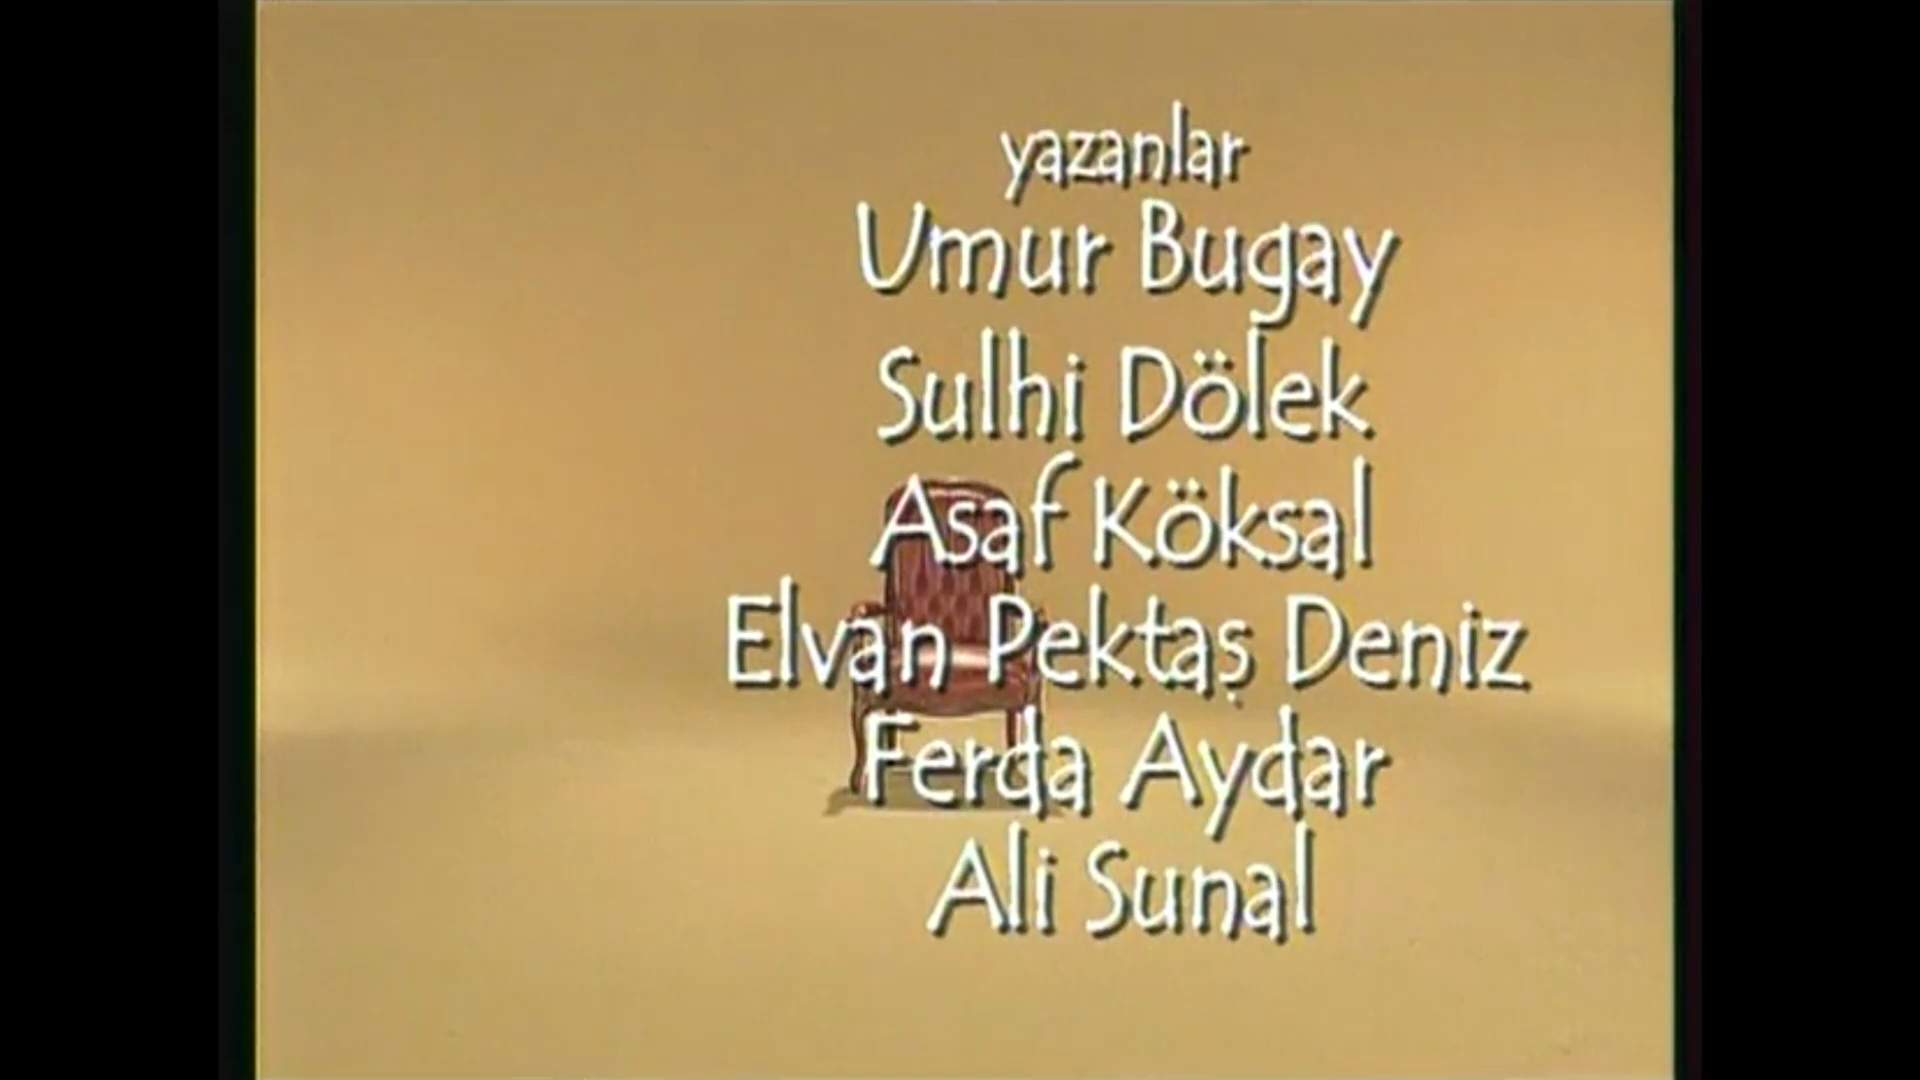 yazanlar
Umur Bugay
Sulhi Dölek
Asaf Köksal
Elvan Pektaş Deniz
Ferda Aydar
Ali Sunal